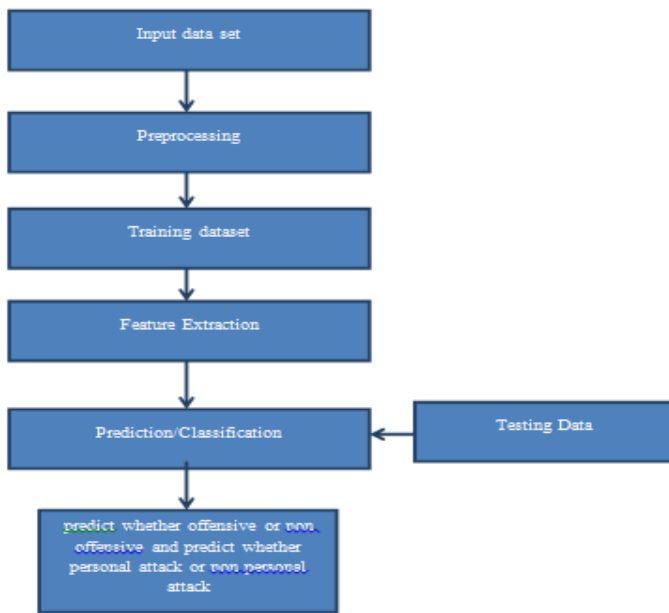 Input data set
Preprocessing
Training dataset
Feature Extraction
Prediction/Classification
Testing Data
predict whether offensive or non
offensive and predict whether
personal attack or non personal
attack